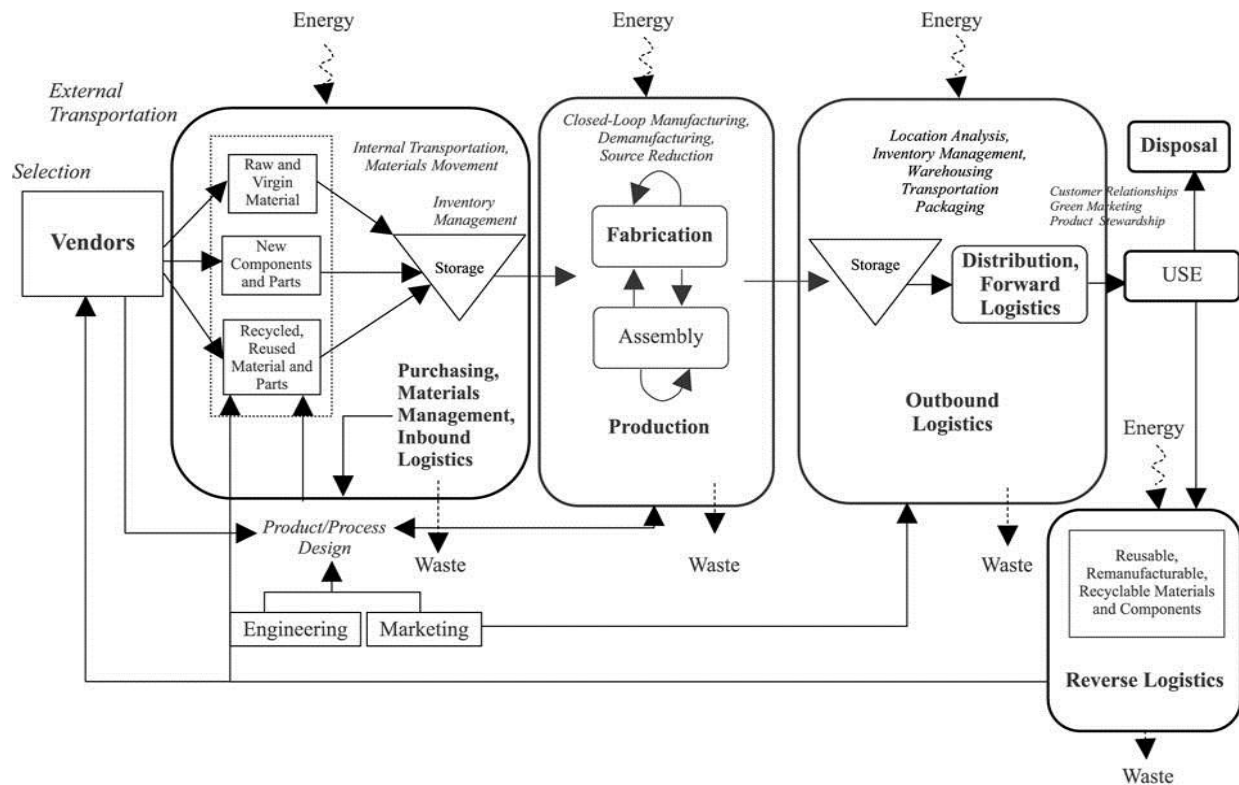 Energy
Energy
Energy
External
Transportation
Selection
Vendors
Raw and
Virgin
Material
New
Components
and Parts
Recycled,
Reused
Material and
Parts
Internal Transportation,
Materials Movement
Inventory
Management
Storage
Purchasing,
Materials
Management,
Inbound
Logistics
Closed-Loop Manufacturing,
Demanufacturing,
Source Reduction
Fabrication
Assembly
Production
Location Analysis,
Inventory Management,
Warehousing
Transportation
Packaging
Storage
Distribution,
Forward
Logistics
Outbound
Logistics
Customer Relationships
Green Marketing
Product Stewardship
Disposal
USE
Energy
Product/Process
Design
Waste
Waste
Waste
Engineering
Marketing
Reusable,
Remanufacturable,
Recyclable Materials
and Components
Reverse Logistics
Waste